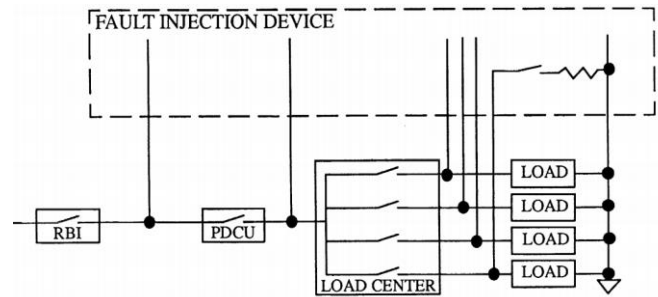 FAULT INJECTION DEVICE
LOAD
LOAD
LOAD
LOAD
RBI
PDCU
LOAD CENTER